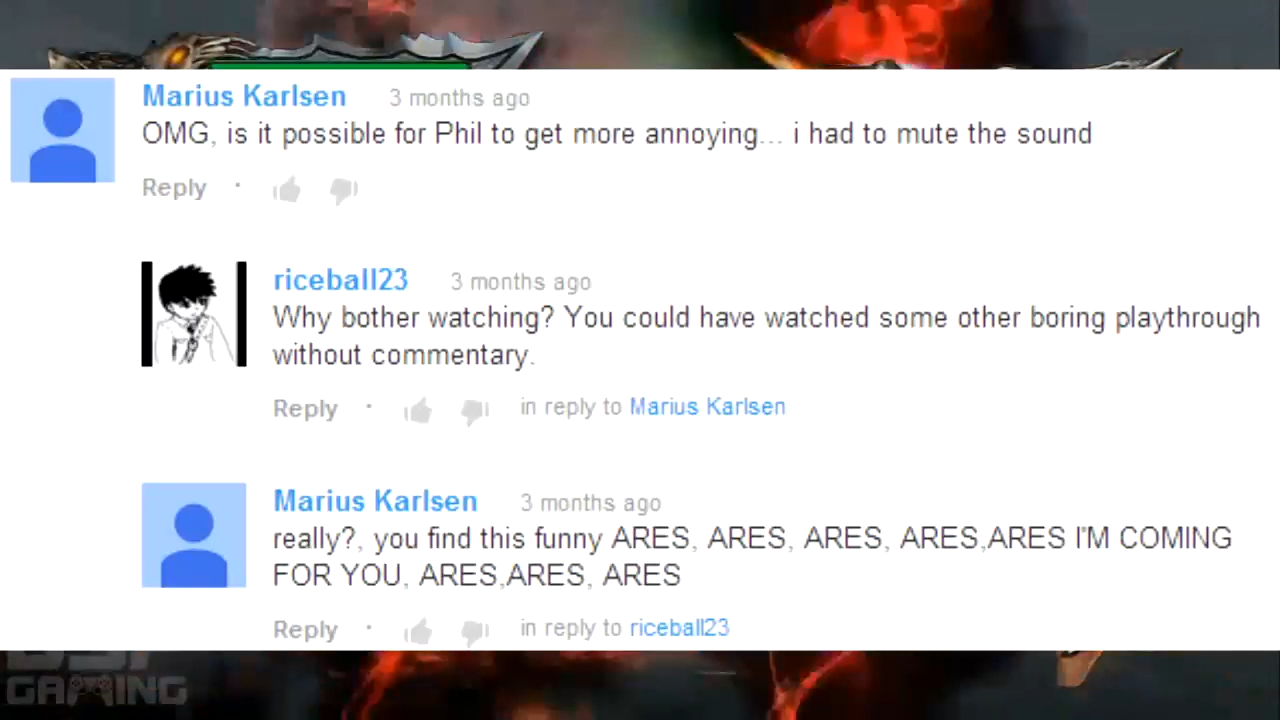 Marius Karlsen 3 months ago
OMG, is it possible for Phil to get more annoying... i had to mute the sound
Reply ·
riceball23 3 months ago
Why bother watching? You could have watched some other boring playthrough
without commentary.
Reply · in reply to Marius Karlsen
Marius Karlsen 3 months ago
really?, you find this funny ARES, ARES, ARES, ARES,ARES I'M COMING
FOR YOU, ARES,ARES, ARES
Reply · in reply to riceball23
GAMING